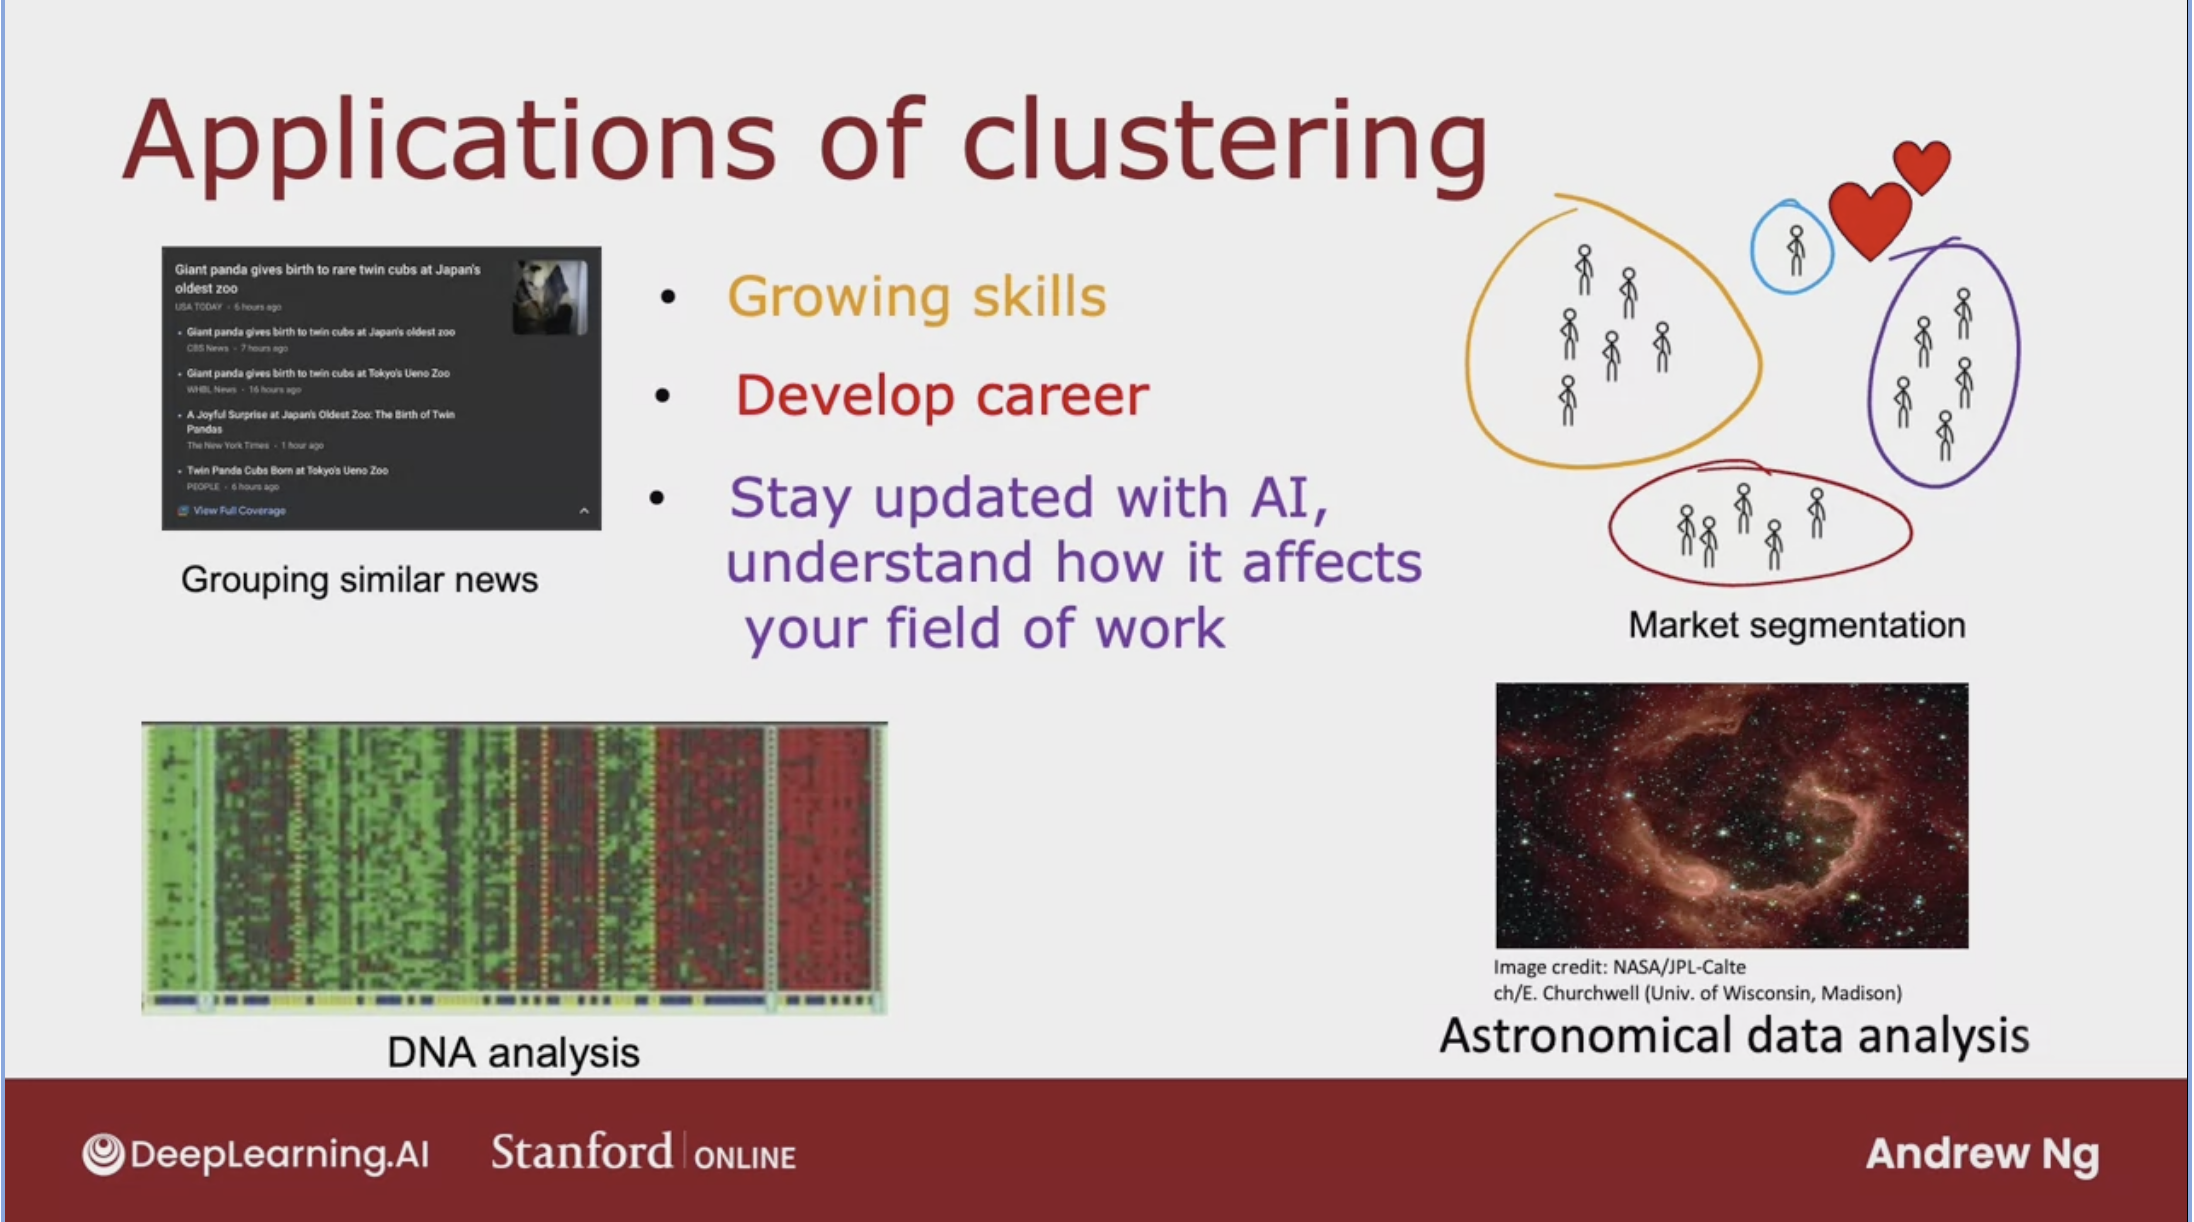 Applications of clustering
Giant panda gives birth to rare twin cubs at Japan's
oldest zoo
USA TODAY • 6 hours ago
• Giant panda gives birth to twin cubs at Japan's oldest zoo
CBS News • 7 hours ago
• Giant panda gives birth to twin cubs at Tokyo's Ueno Zoo
WHBL News • 16 hours ago
• A Joyful Surprise at Japan's Oldest Zoo: The Birth of Twin
Pandas
The New York Times • 1 hour ago
• Twin Panda Cubs Born at Tokyo's Ueno Zoo
PEOPLE • 6 hours ago
View Full Coverage
Grouping similar news
• Growing skills
• Develop career
• Stay updated with AI,
understand how it affects
your field of work
Market segmentation
DNA analysis
Image credit: NASA/JPL-Calte
ch/E. Churchwell (Univ. of Wisconsin, Madison)
Astronomical data analysis
DeepLearning.AI
Stanford | ONLINE
Andrew Ng